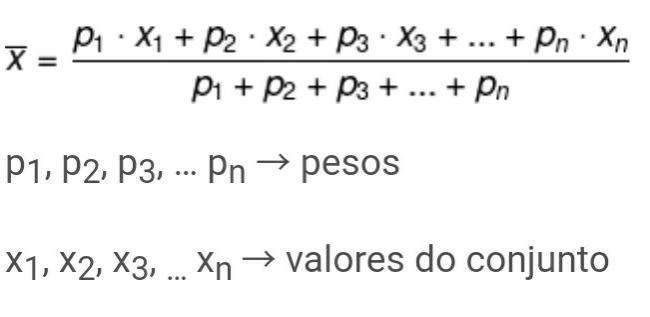 x̅ = (p₁ · x₁ + p₂ · x₂ + p₃ · x₃ + ... + pₙ · xₙ) / (p₁ + p₂ + p₃ + ... + pₙ)
p₁, p₂, p₃, ... pₙ → pesos
x₁, x₂, x₃, ... xₙ → valores do conjunto